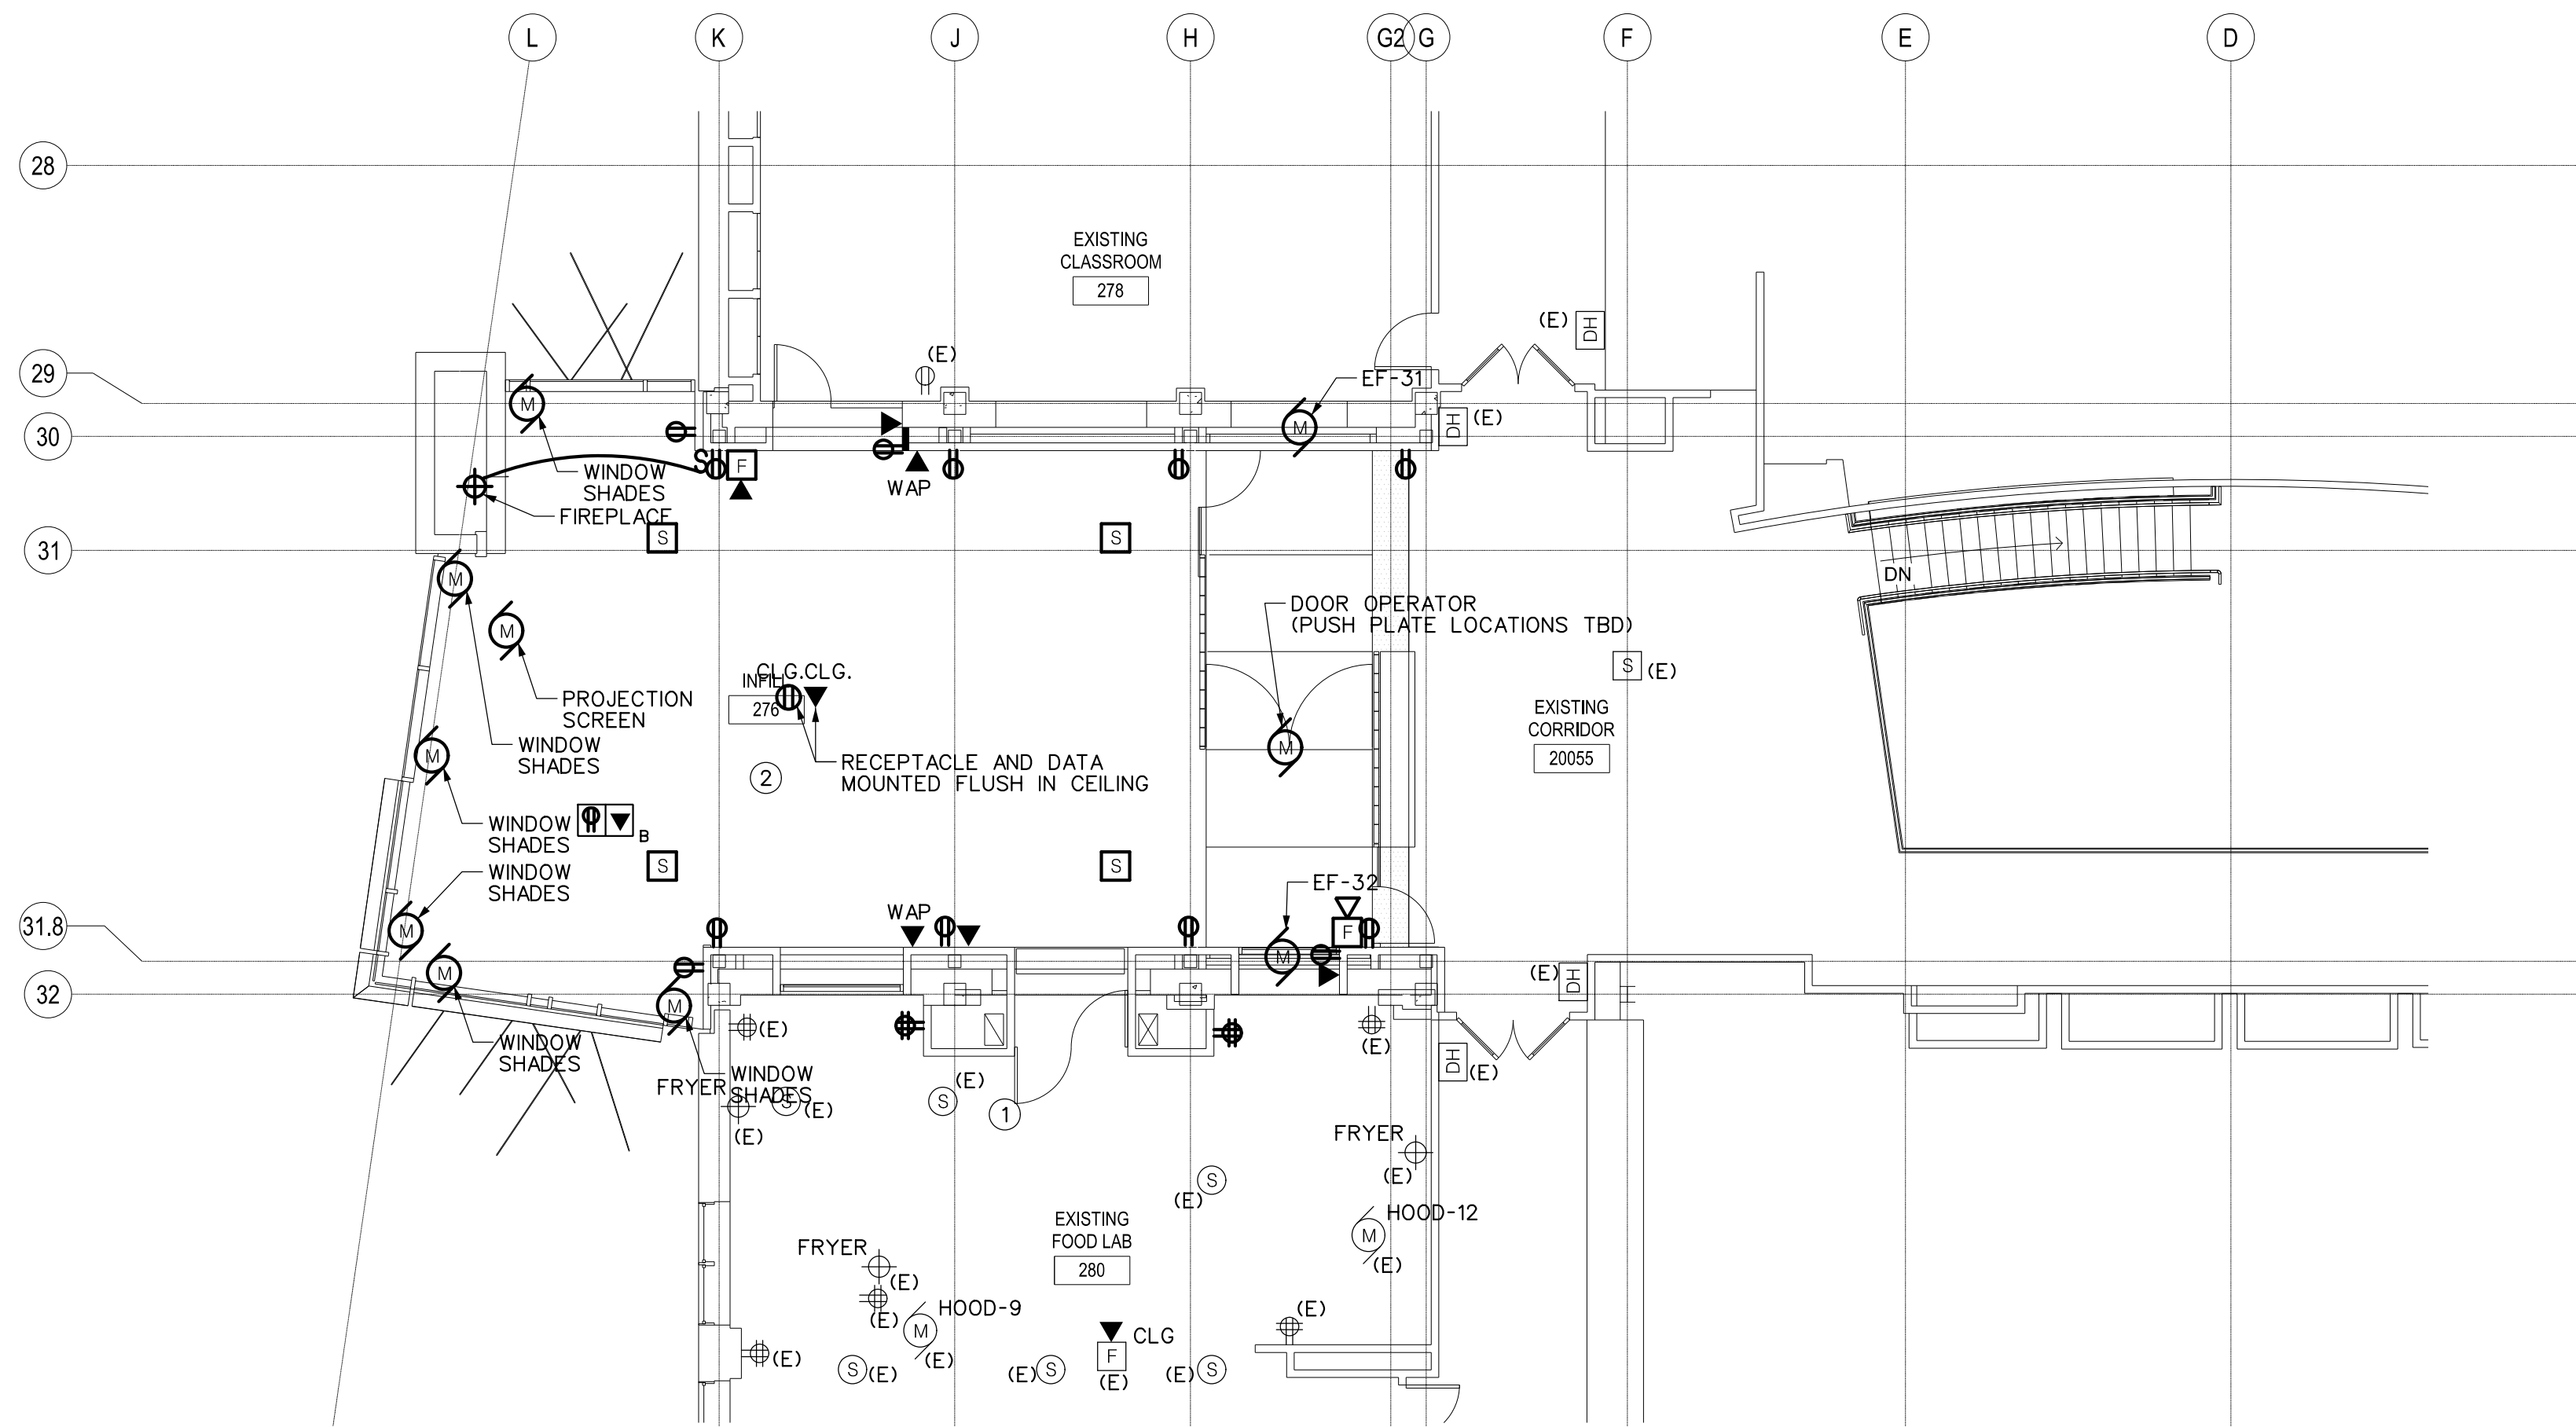 L
K
J
H
G2
G
F
E
D
28
EXISTING
CLASSROOM
278
(E)
DH
29
(E)
EF-31
M
M
DH
(E)
30
S
F
WINDOW
SHADES
WAP
FIREPLACE
31
S
S
M
DN
DOOR OPERATOR
(PUSH PLATE LOCATIONS TBD)
M
S
(E)
CLG.
CLG.
INFILL
276
PROJECTION
SCREEN
EXISTING
CORRIDOR
20055
WINDOW
SHADES
M
M
RECEPTACLE AND DATA
MOUNTED FLUSH IN CEILING
2
WINDOW
SHADES
B
WINDOW
SHADES
S
S
EF-32
WAP
31.8
M
F
M
M
(E)
DH
32
M
(E)
(E)
WINDOW
SHADES
DH
(E)
WINDOW
SHADES
FRYER
(E)
S
(E)
S
1
(E)
FRYER
(E)
S
(E)
HOOD-12
M
(E)
EXISTING
FOOD LAB
280
FRYER
(E)
(E)
HOOD-9
M
(E)
(E)
CLG
F
(E)
(E)
S
(E)
(E)
S
(E)
S